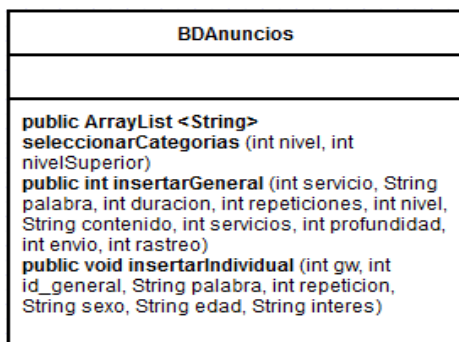 BDAnuncios
public ArrayList <String>
seleccionarCategorias (int nivel, int
nivelSuperior)
public int insertarGeneral (int servicio, String
palabra, int duracion, int repeticiones, int nivel,
String contenido, int servicios, int profundidad,
int envio, int rastreo)
public void insertarIndividual (int gw, int
id_general, String palabra, int repeticion,
String sexo, String edad, String interes)